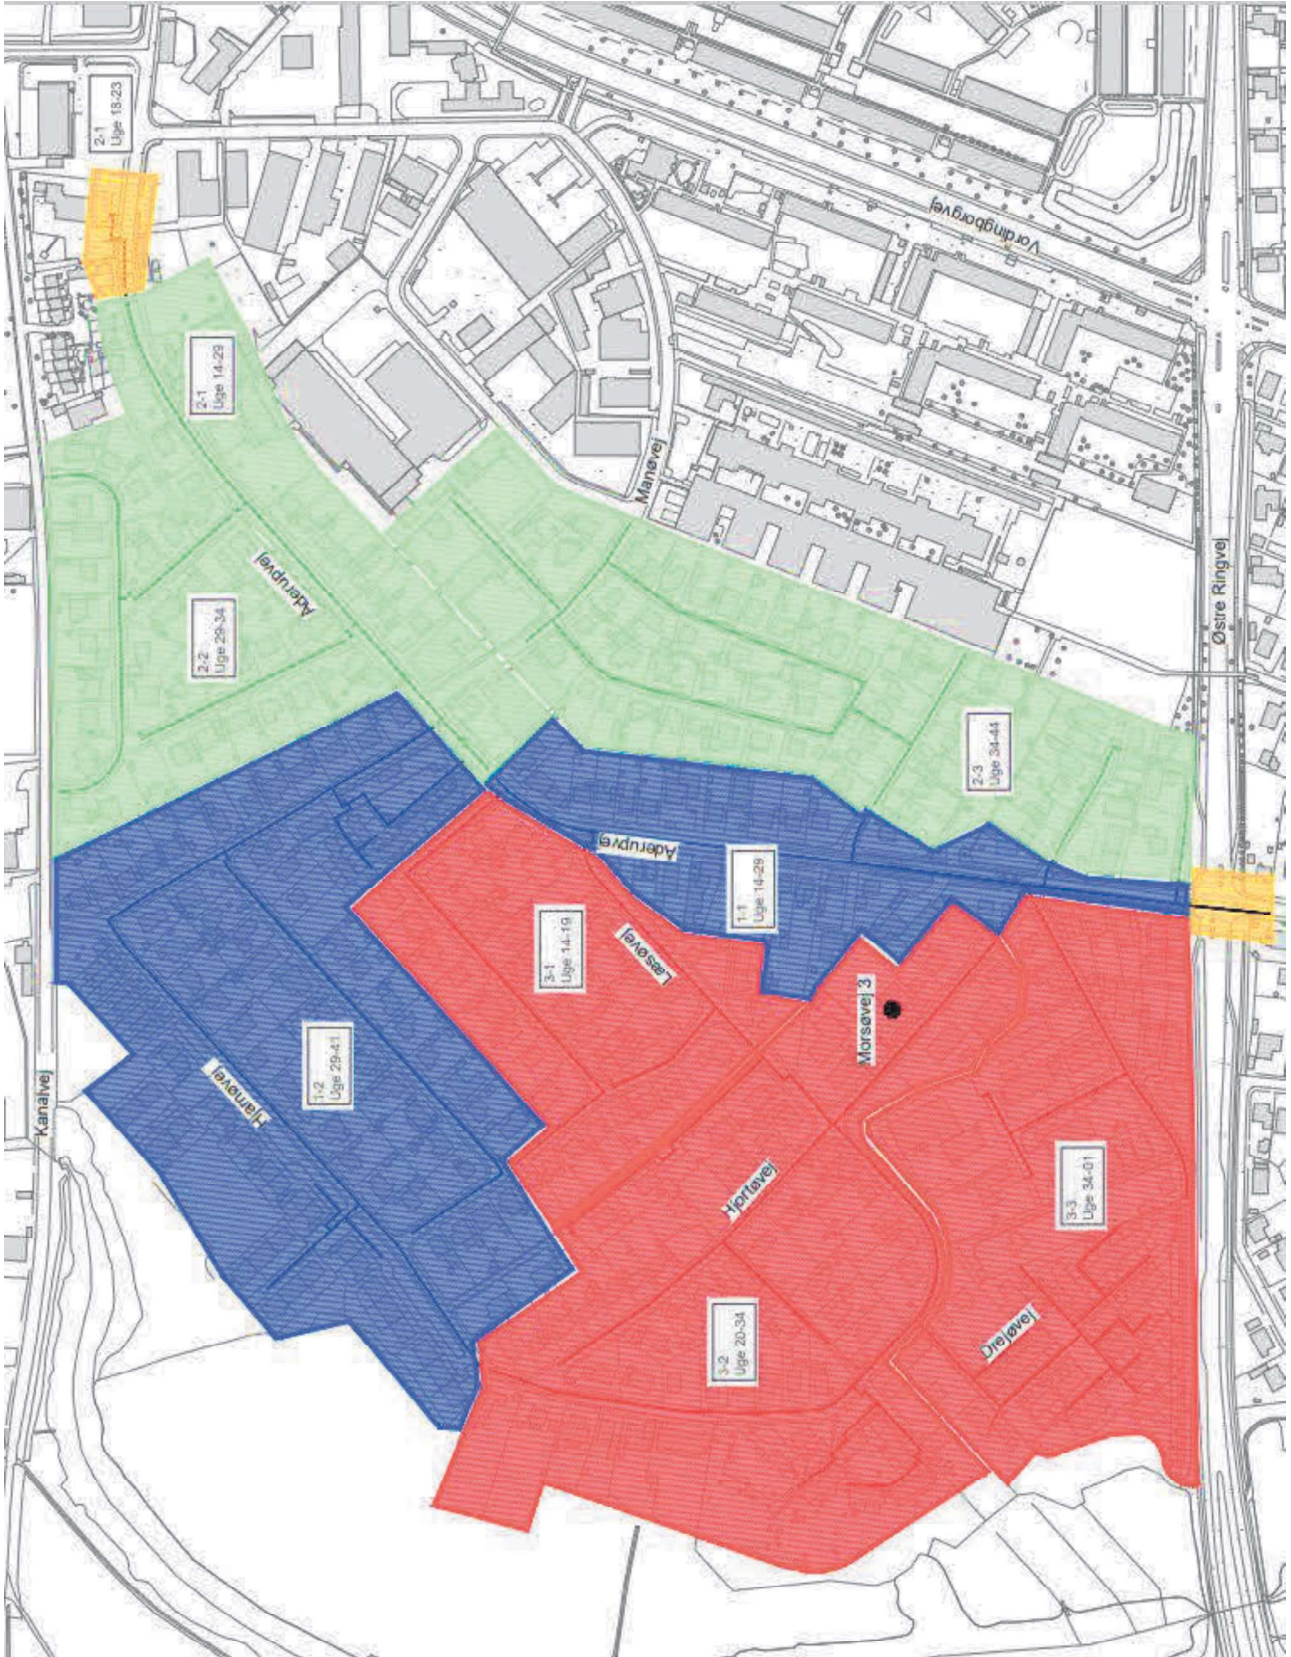 2-1
Uge 18-23
Vordingborgvej
2-1
Uge 14-29
Manøvej
Aderupvej
2-2
Uge 29-34
Østre Ringvej
2-3
Uge 34-44
Aderupvej
1-1
Uge 14-29
3-1
Uge 14-19
Læsøvej
Morsøvej 3
1-2
Uge 29-41
Hjarnøvej
Kanalvej
Hjortøvej
3-3
Uge 34-01
3-2
Uge 20-34
Drejøvej